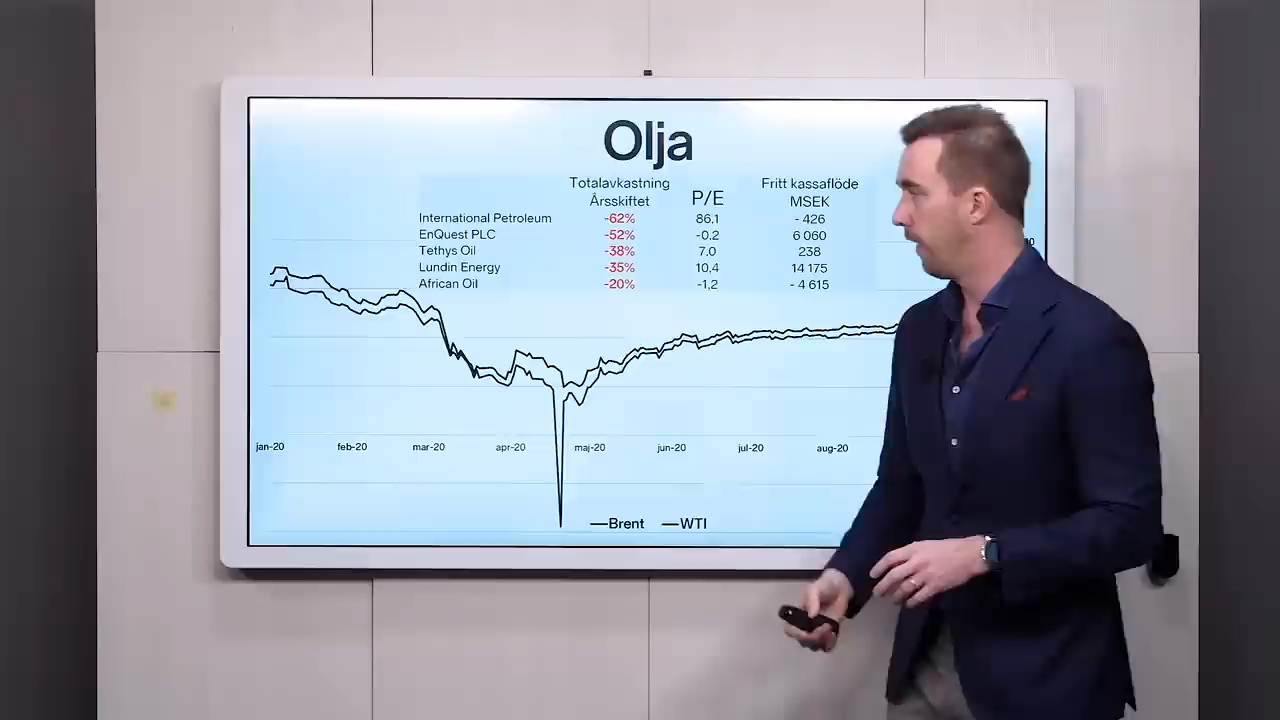 Olja
Totalavkastning Fritt kassaflöde
Årsskiftet P/E MSEK
International Petroleum -62% 86,1 - 426
EnQuest PLC -52% -0.2 6 060
Tethys Oil -38% 7.0 238
Lundin Energy -35% 10,4 14 175
African Oil -20% -1,2 - 4 615
jan-20 feb-20 mar-20 apr-20 maj-20 jun-20 jul-20 aug-20
Brent WTI